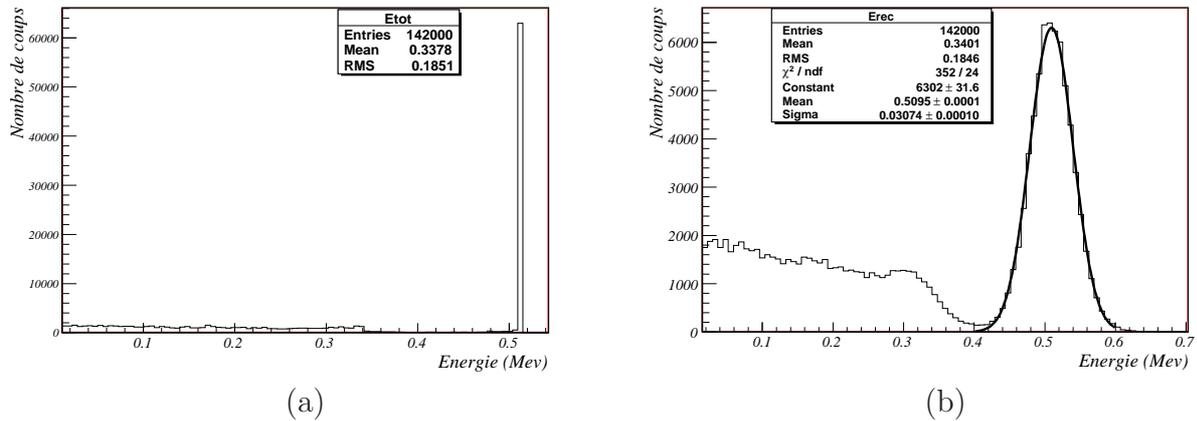 Etot
Entries 142000
Mean 0.3378
RMS 0.1851
Nombre de coups
60000
50000
40000
30000
20000
10000
0
0.1 0.2 0.3 0.4 0.5
Energie (Mev)
(a)
Erec
Entries 142000
Mean 0.3401
RMS 0.1846
χ² / ndf 352 / 24
Constant 6302 ± 31.6
Mean 0.5095 ± 0.0001
Sigma 0.03074 ± 0.00010
Nombre de coups
6000
5000
4000
3000
2000
1000
0
0.1 0.2 0.3 0.4 0.5 0.6 0.7
Energie (Mev)
(b)